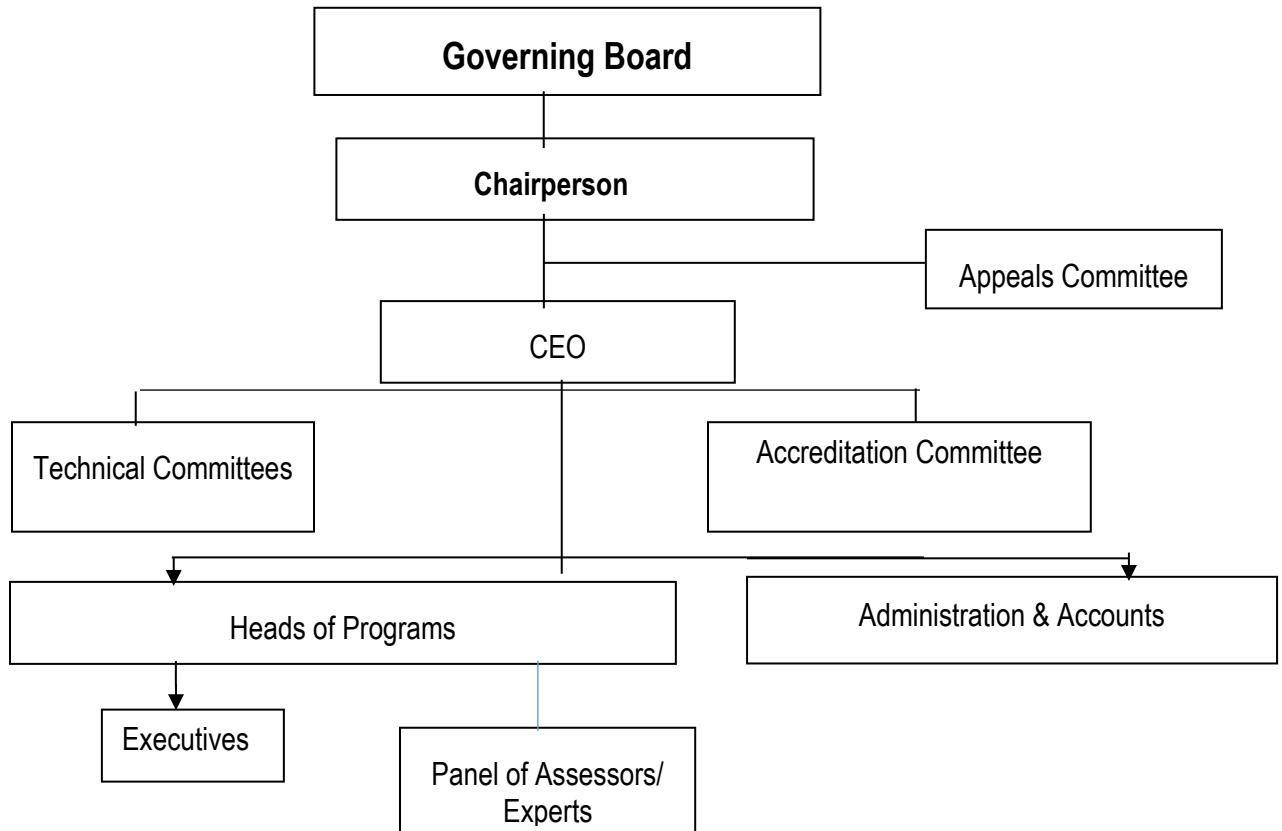 Governing Board
Chairperson
Appeals Committee
CEO
Technical Committees
Accreditation Committee
Heads of Programs
Administration & Accounts
Executives
Panel of Assessors/
Experts